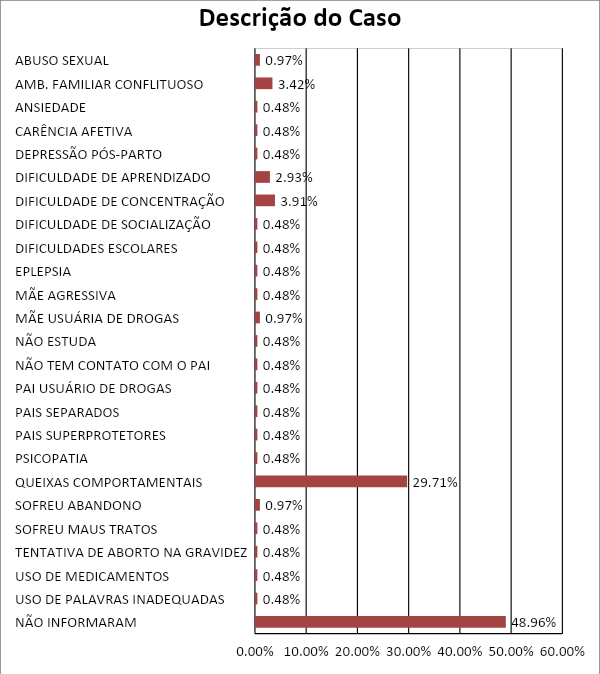 Descrição do Caso
ABUSO SEXUAL 0.97%
AMB. FAMILIAR CONFLITUOSO 3.42%
ANSIEDADE 0.48%
CARÊNCIA AFETIVA 0.48%
DEPRESSÃO PÓS-PARTO 0.48%
DIFICULDADE DE APRENDIZADO 2.93%
DIFICULDADE DE CONCENTRAÇÃO 3.91%
DIFICULDADE DE SOCIALIZAÇÃO 0.48%
DIFICULDADES ESCOLARES 0.48%
EPLEPSIA 0.48%
MÃE AGRESSIVA 0.48%
MÃE USUÁRIA DE DROGAS 0.97%
NÃO ESTUDA 0.48%
NÃO TEM CONTATO COM O PAI 0.48%
PAI USUÁRIO DE DROGAS 0.48%
PAIS SEPARADOS 0.48%
PAIS SUPERPROTETORES 0.48%
PSICOPATIA 0.48%
QUEIXAS COMPORTAMENTAIS 29.71%
SOFREU ABANDONO 0.97%
SOFREU MAUS TRATOS 0.48%
TENTATIVA DE ABORTO NA GRAVIDEZ 0.48%
USO DE MEDICAMENTOS 0.48%
USO DE PALAVRAS INADEQUADAS 0.48%
NÃO INFORMARAM 48.96%
0.00% 10.00% 20.00% 30.00% 40.00% 50.00% 60.00%